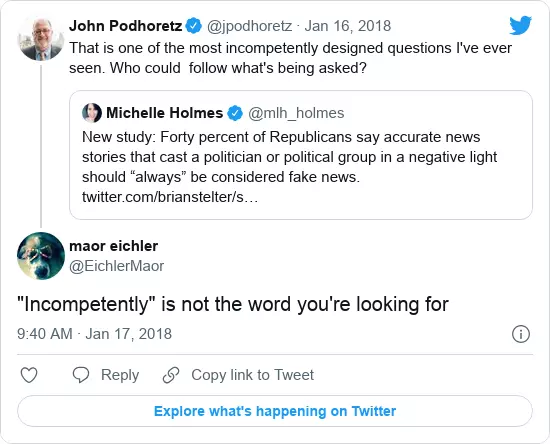 John Podhoretz @jpodhoretz · Jan 16, 2018
That is one of the most incompetently designed questions I've ever
seen. Who could follow what's being asked?
Michelle Holmes @mlh_holmes
New study: Forty percent of Republicans say accurate news
stories that cast a politician or political group in a negative light
should “always” be considered fake news.
twitter.com/brianstelter/s…
maor eichler
@EichlerMaor
"Incompetently" is not the word you're looking for
9:40 AM · Jan 17, 2018
Reply
Copy link to Tweet
Explore what's happening on Twitter